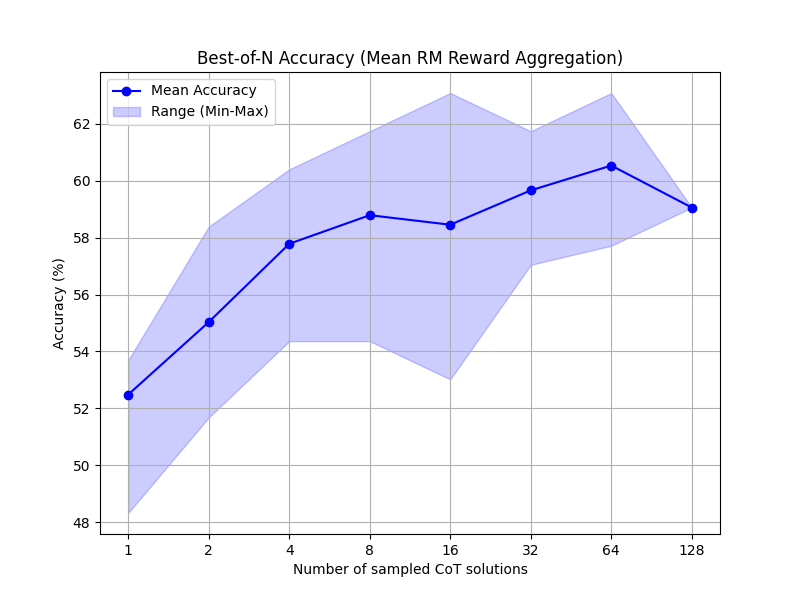 Best-of-N Accuracy (Mean RM Reward Aggregation)
Mean Accuracy
Range (Min-Max)
Accuracy (%)
62
60
58
56
54
52
50
48
1 2 4 8 16 32 64 128
Number of sampled CoT solutions